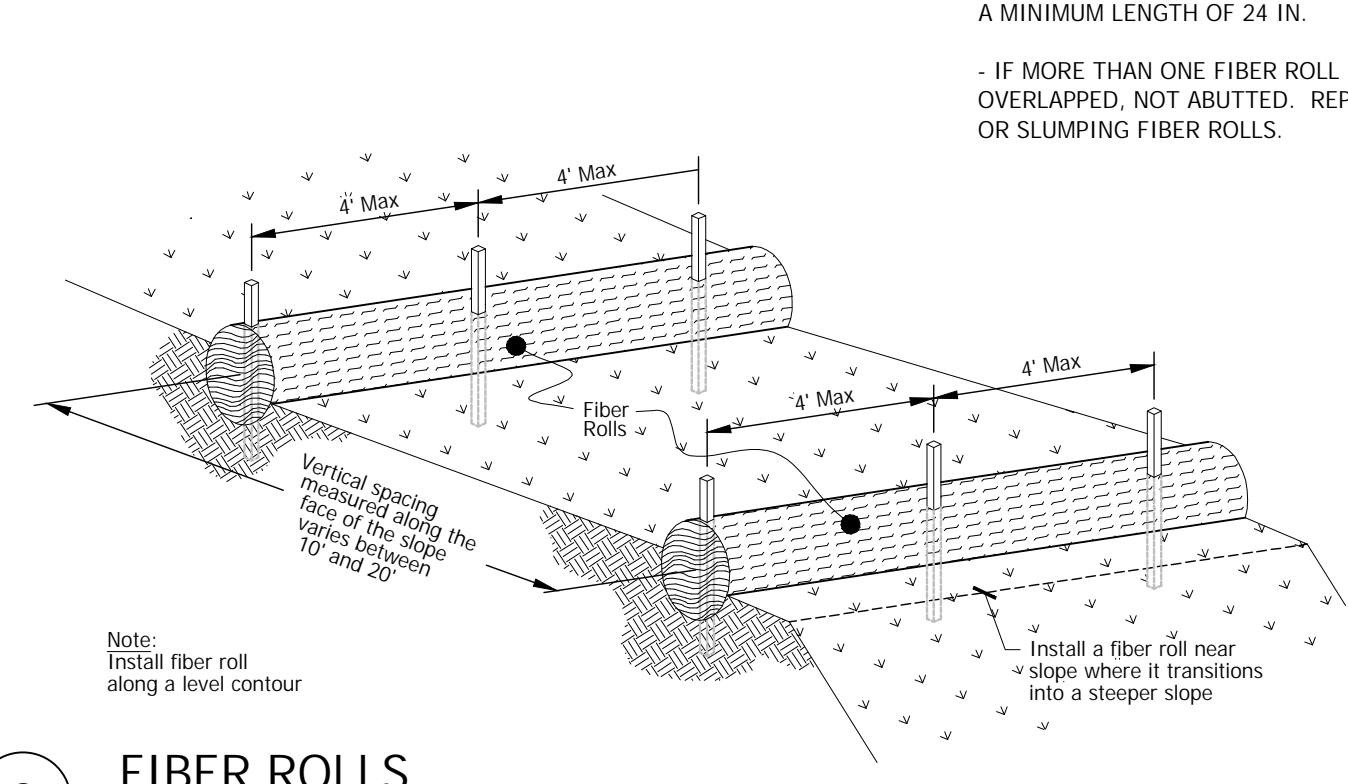 A MINIMUM LENGTH OF 24 IN.
- IF MORE THAN ONE FIBER ROLL
OVERLAPPED, NOT ABUTTED. REP
OR SLUMPING FIBER ROLLS.
4' Max
4' Max
4' Max
4' Max
Fiber
Rolls
Vertical spacing
measured along the
face of the slope
varies between
10' and 20'
Note:
Install fiber roll
along a level contour
Install a fiber roll near
slope where it transitions
into a steeper slope
FIBER ROLLS